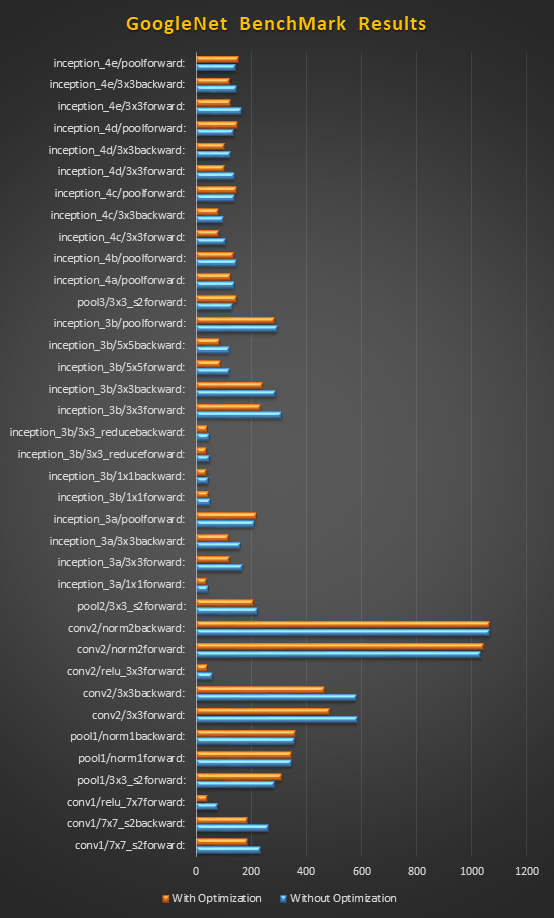 GoogleNet BenchMark Results
inception_4e/poolforward:
inception_4e/3x3backward:
inception_4e/3x3forward:
inception_4d/poolforward:
inception_4d/3x3backward:
inception_4d/3x3forward:
inception_4c/poolforward:
inception_4c/3x3backward:
inception_4c/3x3forward:
inception_4b/poolforward:
inception_4a/poolforward:
pool3/3x3_s2forward:
inception_3b/poolforward:
inception_3b/5x5backward:
inception_3b/5x5forward:
inception_3b/3x3backward:
inception_3b/3x3forward:
inception_3b/3x3_reducebackward:
inception_3b/3x3_reduceforward:
inception_3b/1x1backward:
inception_3b/1x1forward:
inception_3a/poolforward:
inception_3a/3x3backward:
inception_3a/3x3forward:
inception_3a/1x1forward:
pool2/3x3_s2forward:
conv2/norm2backward:
conv2/norm2forward:
conv2/relu_3x3forward:
conv2/3x3backward:
conv2/3x3forward:
pool1/norm1backward:
pool1/norm1forward:
pool1/3x3_s2forward:
conv1/relu_7x7forward:
conv1/7x7_s2backward:
conv1/7x7_s2forward:
0 200 400 600 800 1000 1200
With Optimization Without Optimization